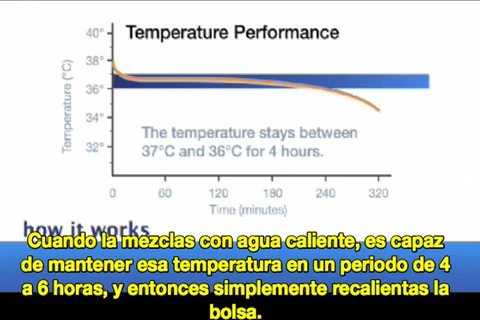 Temperature Performance
40°
38°
36°
34°
32°
Temperature (°C)
The temperature stays between
37°C and 36°C for 4 hours.
0 60 120 180 240 300 320
Time (minutes)
how it works
Cuando la mezclas con agua caliente, es capaz
de mantener esa temperatura en un periodo de 4
a 6 horas, y entonces simplemente recalientas la
bolsa.